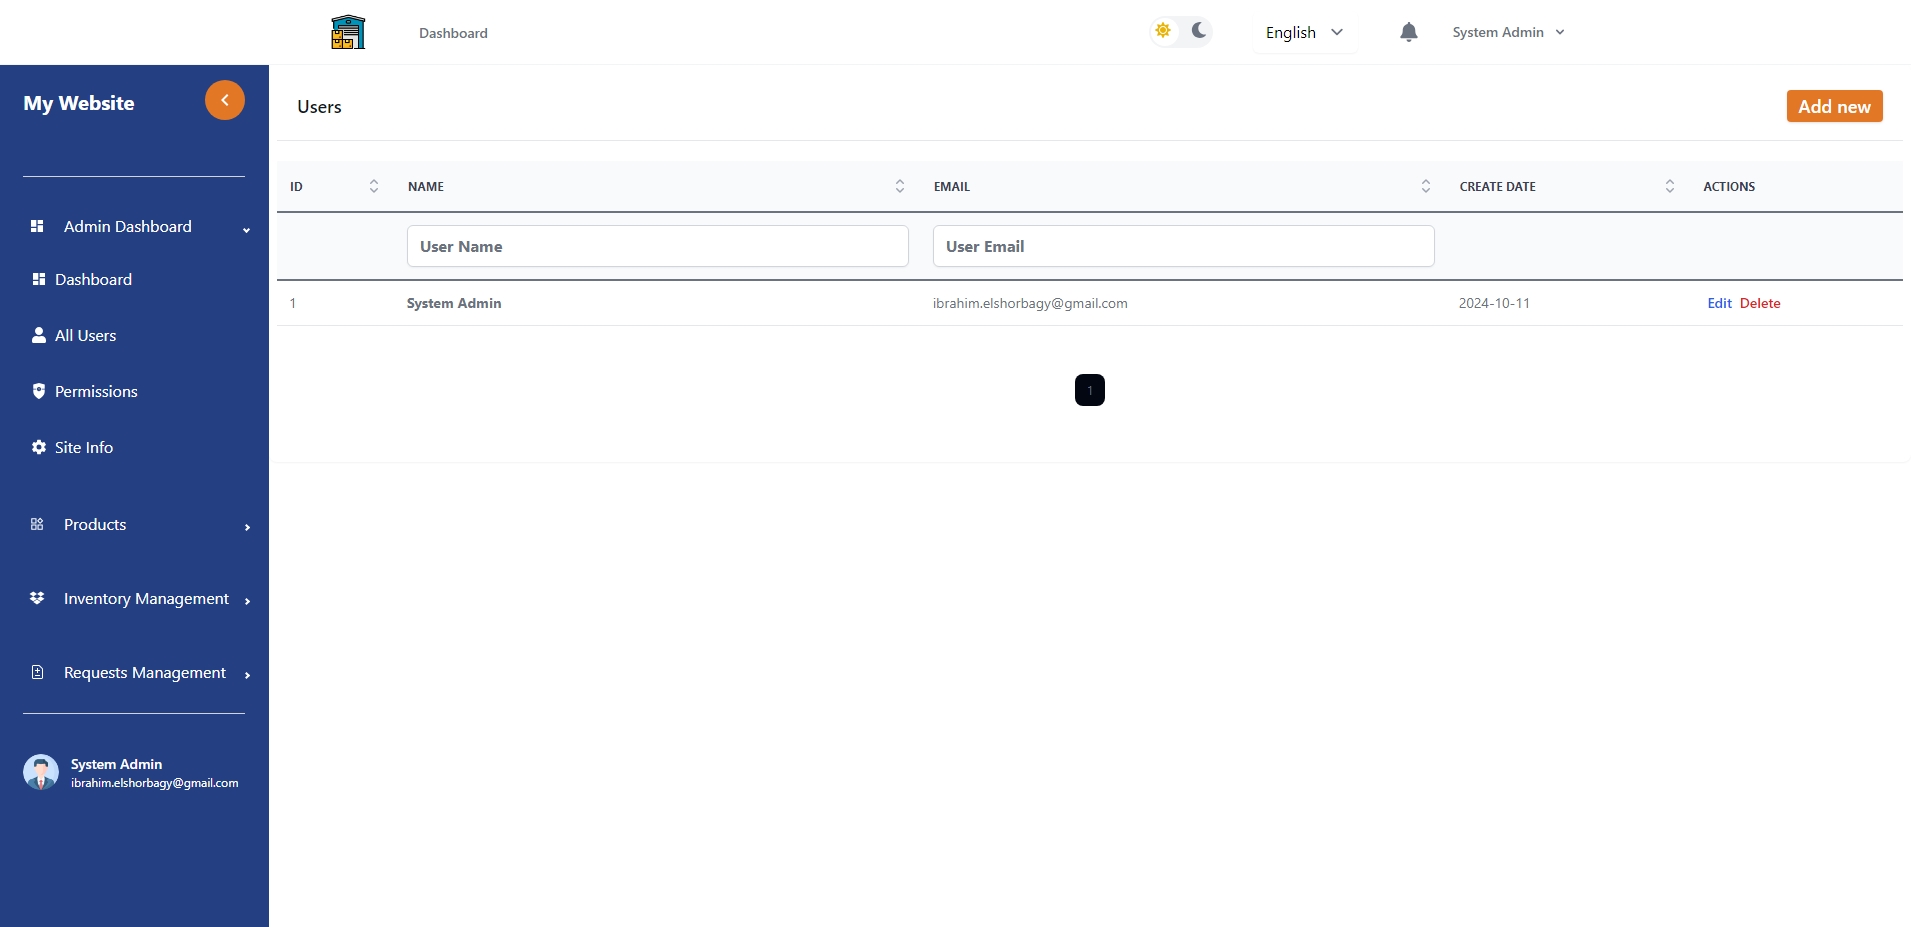 Dashboard
English
System Admin
My Website
Users
Add new
ID NAME EMAIL CREATE DATE ACTIONS
User Name User Email
1 System Admin ibrahim.elshorbagy@gmail.com 2024-10-11 Edit Delete
1
Admin Dashboard
Dashboard
All Users
Permissions
Site Info
Products
Inventory Management
Requests Management
System Admin
ibrahim.elshorbagy@gmail.com